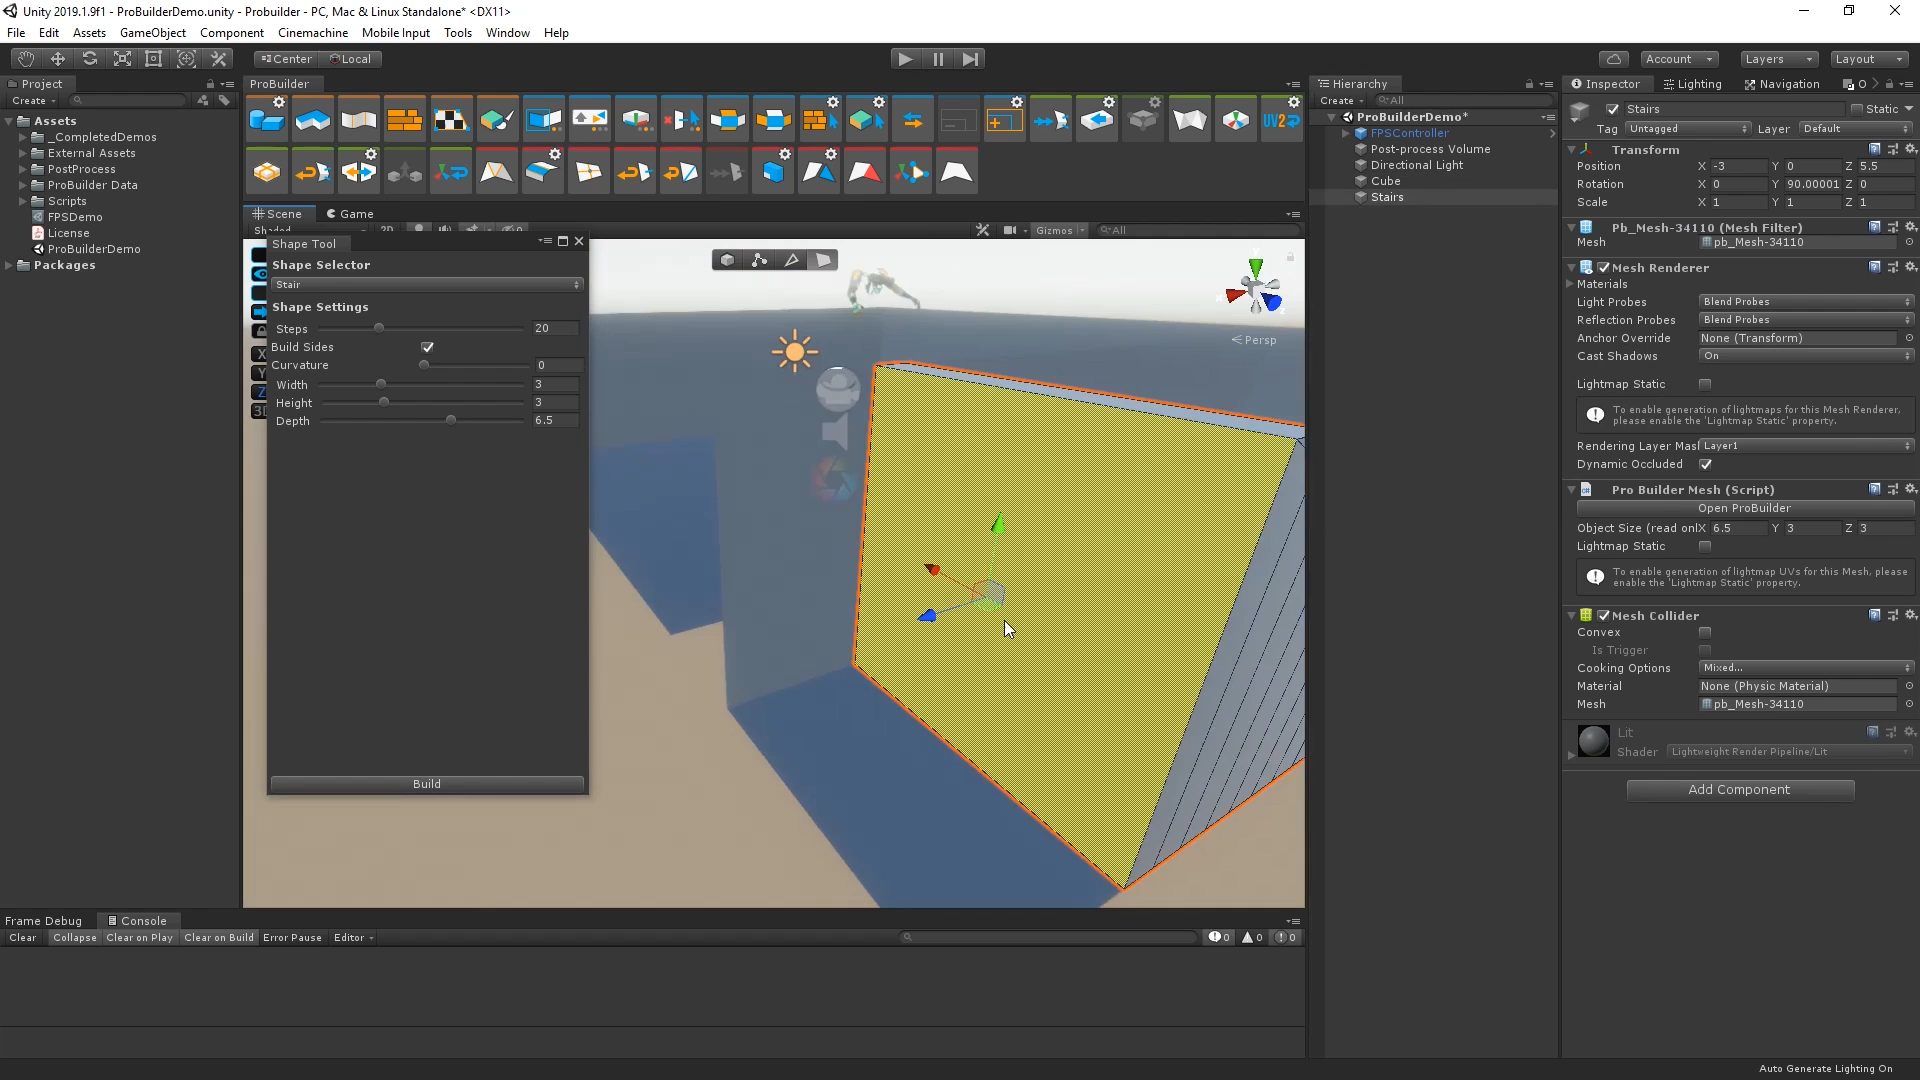 Unity 2019.1.9f1 - ProBuilderDemo.unity - Probuilder - PC, Mac & Linux Standalone* <DX11>
File Edit Assets GameObject Component Cinemachine Mobile Input Tools Window Help
Center Local Account Layers Layout
Project
Create
Assets
_CompletedDemos
External Assets
PostProcess
ProBuilder Data
Scripts
FPSDemo
License
ProBuilderDemo
Packages
ProBuilder
UV2
Scene Game
Shaded 2D Gizmos All
Persp
Shape Tool
Shape Selector
Stair
Shape Settings
Steps 20
Build Sides
Curvature 0
Width 3
Height 3
Depth 6.5
Build
Hierarchy
Create All
ProBuilderDemo*
FPSController
Post-process Volume
Directional Light
Cube
Stairs
Inspector Lighting Navigation O
Stairs Static
Tag Untagged Layer Default
Transform
Position X -3 Y 0 Z 5.5
Rotation X 0 Y 90.00001 Z 0
Scale X 1 Y 1 Z 1
Pb_Mesh-34110 (Mesh Filter)
Mesh pb_Mesh-34110
Mesh Renderer
Materials
Light Probes Blend Probes
Reflection Probes Blend Probes
Anchor Override None (Transform)
Cast Shadows On
Lightmap Static
To enable generation of lightmaps for this Mesh Renderer,
please enable the 'Lightmap Static' property.
Rendering Layer Mas Layer1
Dynamic Occluded
Pro Builder Mesh (Script)
Open ProBuilder
Object Size (read onl X 6.5 Y 3 Z 3
Lightmap Static
To enable generation of lightmap UVs for this Mesh, please
enable the 'Lightmap Static' property.
Mesh Collider
Convex
Is Trigger
Cooking Options Mixed...
Material None (Physic Material)
Mesh pb_Mesh-34110
Lit
Shader Lightweight Render Pipeline/Lit
Add Component
Frame Debug Console
Clear Collapse Clear on Play Clear on Build Error Pause Editor 0 0 0
Auto Generate Lighting On